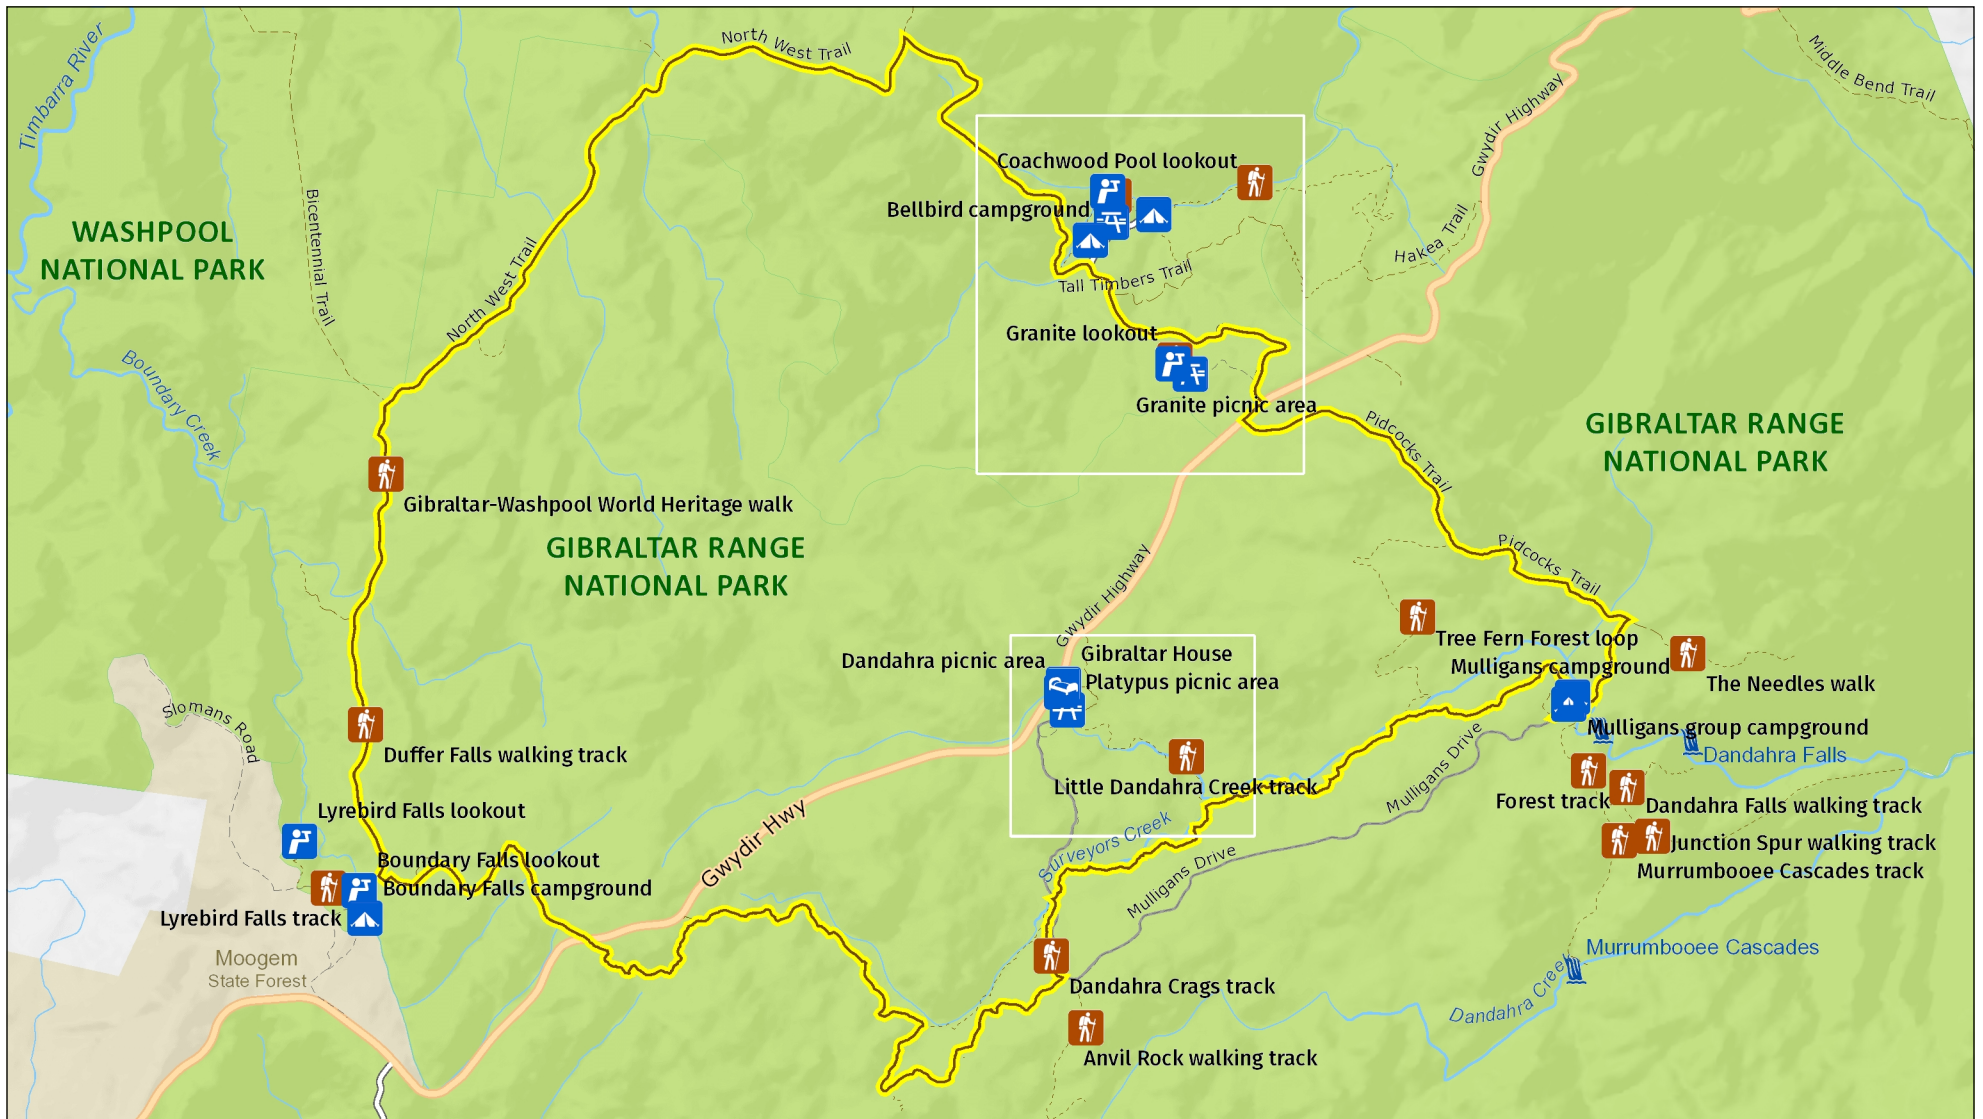 North West Trail
Timbarra River
Middle Bend Trail
Gwydir Highway
Coachwood Pool lookout
Bellbird campground
Bicentennial Trail
WASHPOOL
NATIONAL PARK
Hakea Trail
North West Trail
Tall Timbers Trail
Granite lookout
Boundary Creek
Granite picnic area
Pidcocks Trail
GIBRALTAR RANGE
NATIONAL PARK
Gibraltar-Washpool World Heritage walk
GIBRALTAR RANGE
NATIONAL PARK
Pidcocks Trail
Gwydir Highway
Tree Fern Forest loop
Gibraltar House
Dandahra picnic area
Mulligans campground
Platypus picnic area
The Needles walk
Slomans Road
Mulligans group campground
Duffer Falls walking track
Dandahra Falls
Mulligans Drive
Little Dandahra Creek track
Forest track
Dandahra Falls walking track
Lyrebird Falls lookout
Gwydir Hwy
Surveyors Creek
Junction Spur walking track
Boundary Falls lookout
Murrumbooee Cascades track
Boundary Falls campground
Mulligans Drive
Lyrebird Falls track
Murrumbooee Cascades
Moogem
State Forest
Dandahra Crags track
Dandahra Creek
Anvil Rock walking track